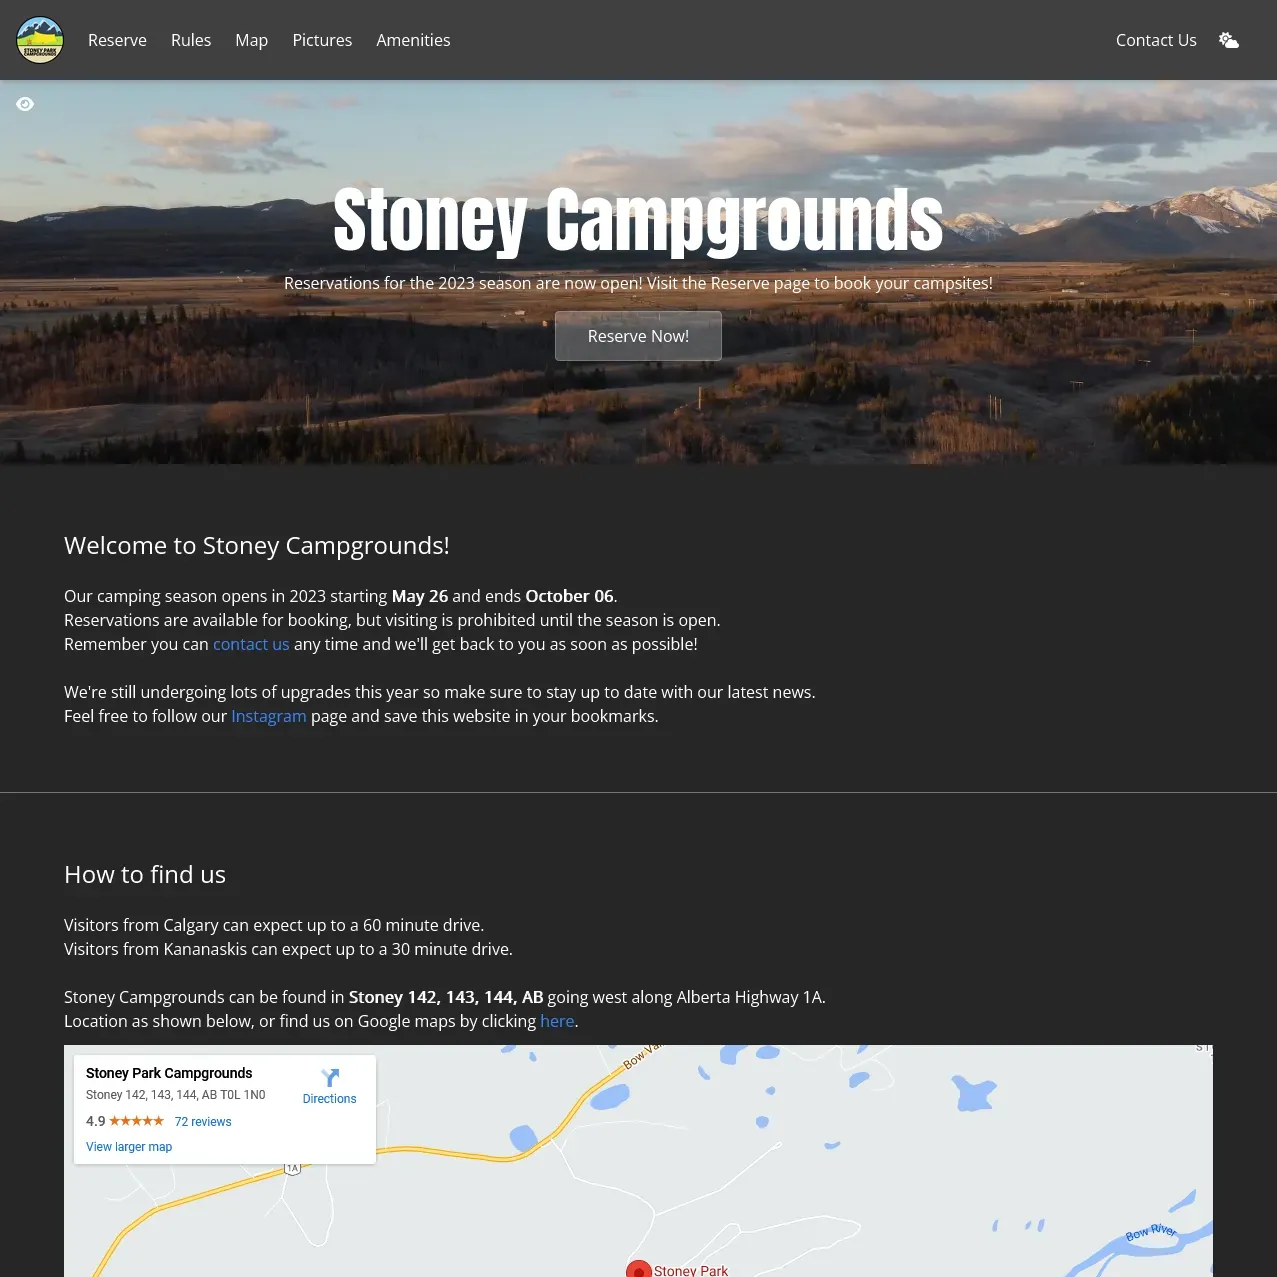 STONEY PARK
CAMPGROUNDS
Reserve
Rules
Map
Pictures
Amenities
Contact Us
Stoney Campgrounds
Reservations for the 2023 season are now open! Visit the Reserve page to book your campsites!
Reserve Now!
Welcome to Stoney Campgrounds!
Our camping season opens in 2023 starting May 26 and ends October 06.
Reservations are available for booking, but visiting is prohibited until the season is open.
Remember you can contact us any time and we'll get back to you as soon as possible!
We're still undergoing lots of upgrades this year so make sure to stay up to date with our latest news.
Feel free to follow our Instagram page and save this website in your bookmarks.
How to find us
Visitors from Calgary can expect up to a 60 minute drive.
Visitors from Kananaskis can expect up to a 30 minute drive.
Stoney Campgrounds can be found in Stoney 142, 143, 144, AB going west along Alberta Highway 1A.
Location as shown below, or find us on Google maps by clicking here.
Stoney Park Campgrounds
Stoney 142, 143, 144, AB T0L 1N0
Directions
4.9 ★★★★★ 72 reviews
View larger map
1A
Bow River
Stoney Park